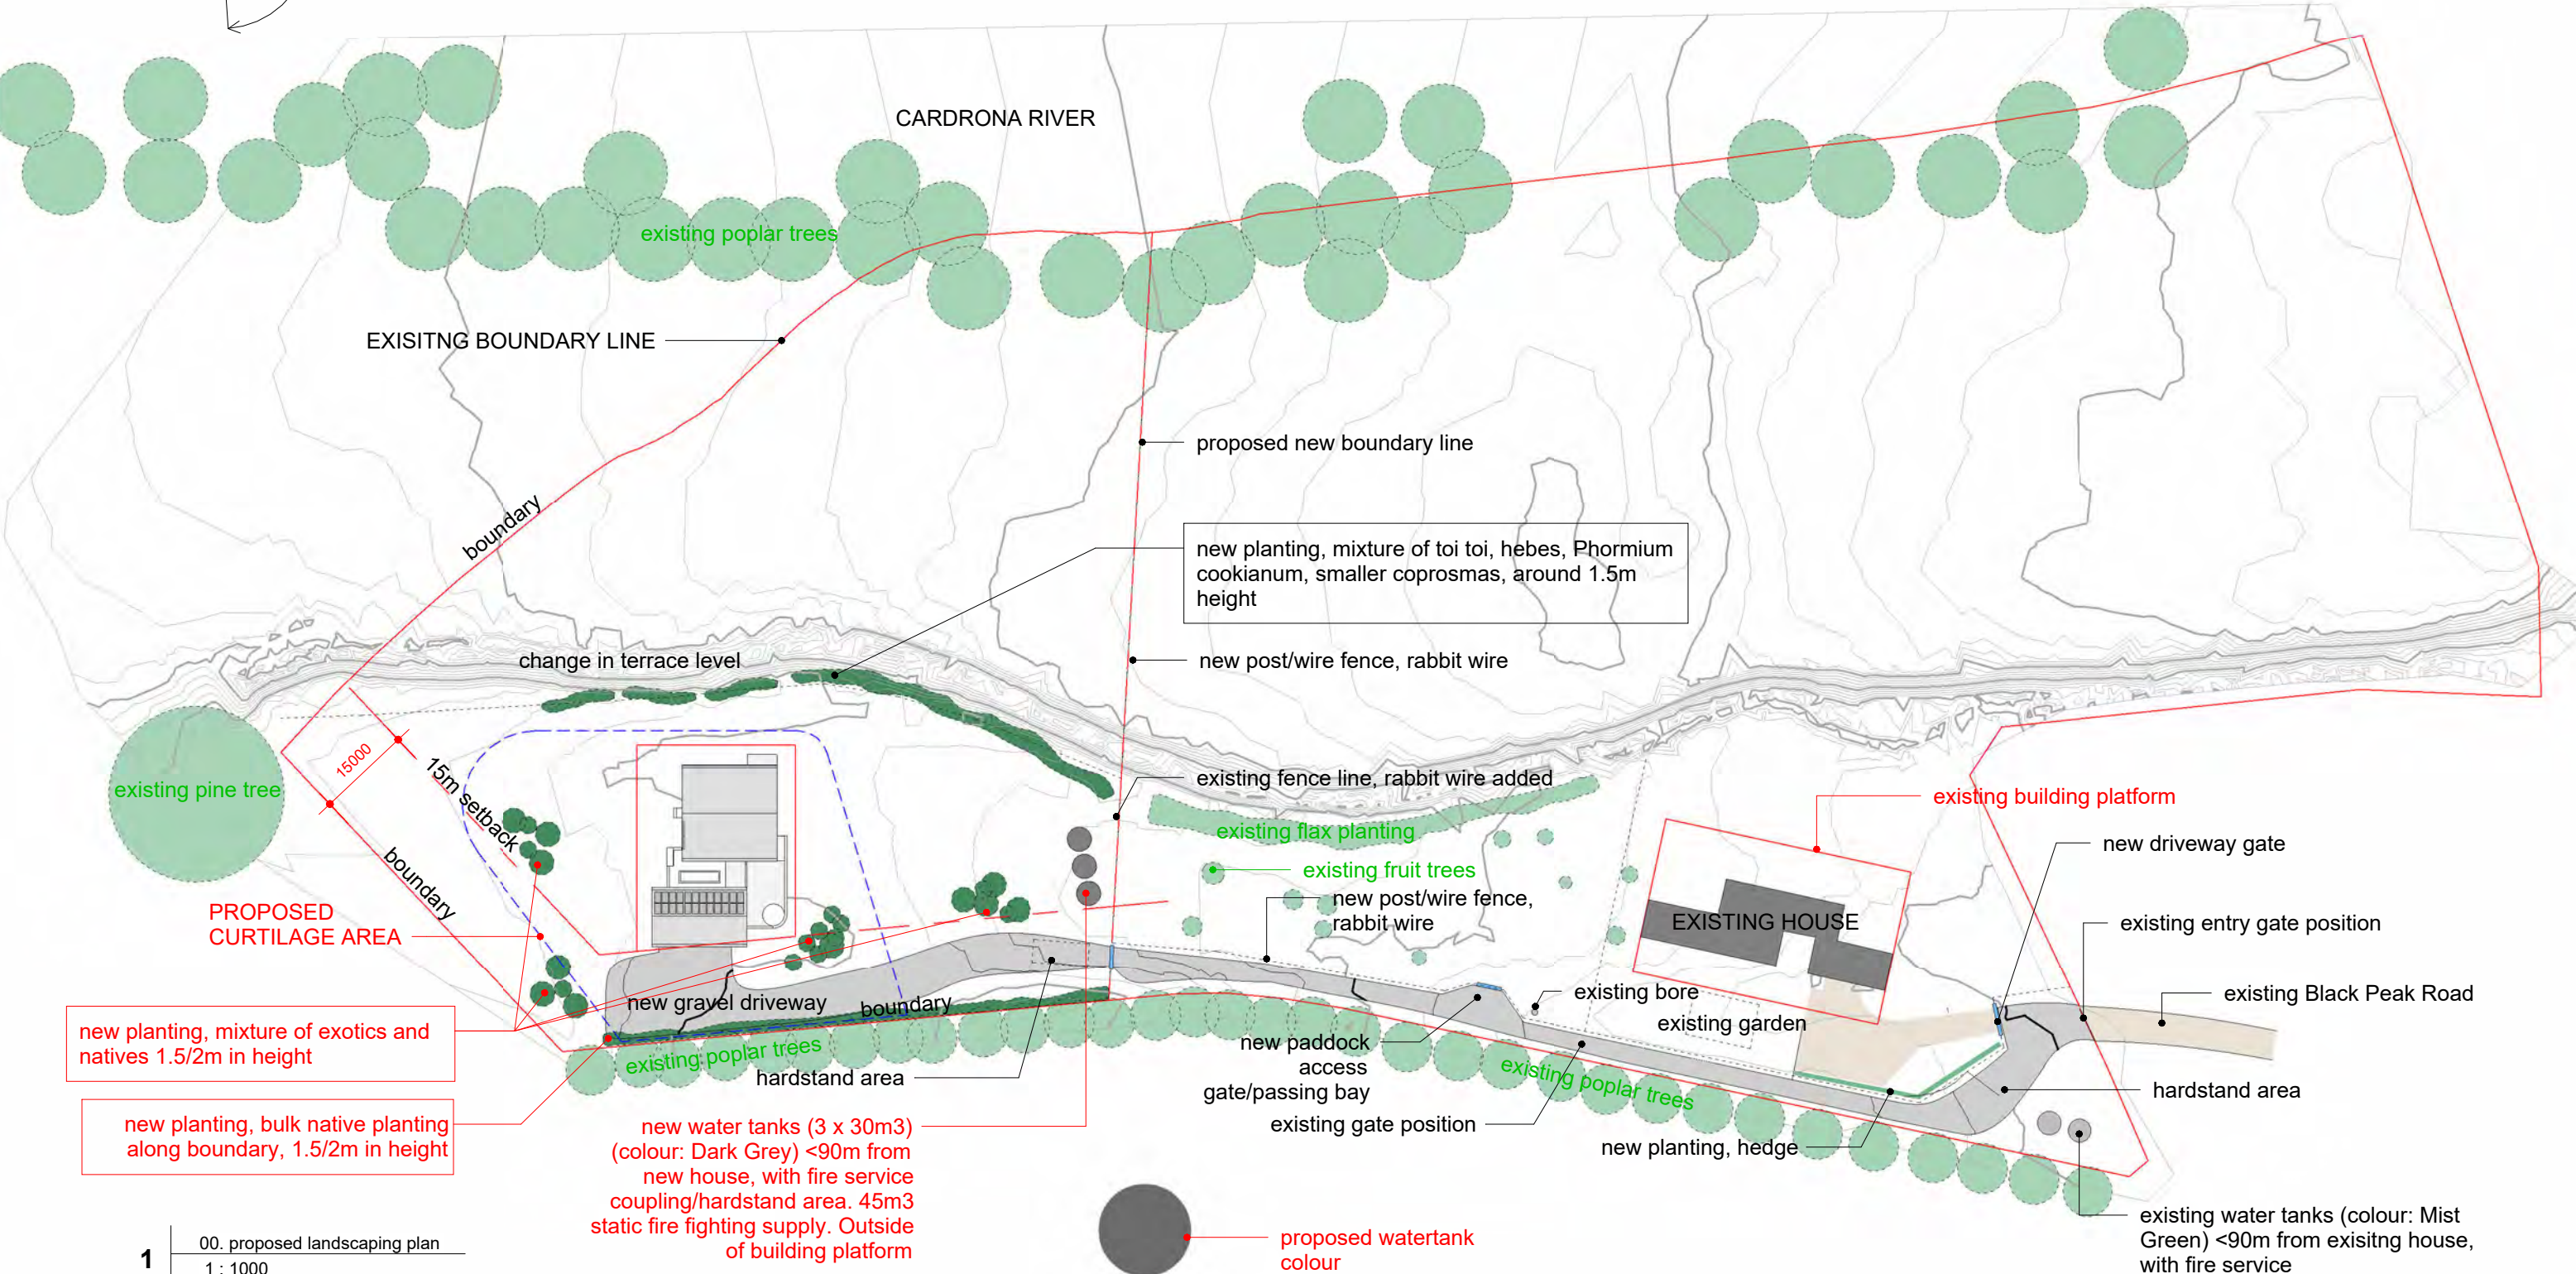 CARDRONA RIVER
existing poplar trees
EXISITNG BOUNDARY LINE
proposed new boundary line
boundary
new planting, mixture of toi toi, hebes, Phormium
cookianum, smaller coprosmas, around 1.5m
height
change in terrace level
new post/wire fence, rabbit wire
15000
15m setback
existing pine tree
existing fence line, rabbit wire added
existing building platform
existing flax planting
new driveway gate
boundary
existing fruit trees
new post/wire fence,
rabbit wire
PROPOSED
CURTILAGE AREA
EXISTING HOUSE
existing entry gate position
existing bore
existing Black Peak Road
new gravel driveway
boundary
existing garden
new planting, mixture of exotics and
natives 1.5/2m in height
existing poplar trees
hardstand area
new paddock
access
gate/passing bay
existing poplar trees
hardstand area
new planting, bulk native planting
along boundary, 1.5/2m in height
existing gate position
new planting, hedge
new water tanks (3 x 30m3)
(colour: Dark Grey) <90m from
new house, with fire service
coupling/hardstand area. 45m3
static fire fighting supply. Outside
of building platform
proposed watertank
colour
existing water tanks (colour: Mist
Green) <90m from exisitng house,
with fire service
1
00. proposed landscaping plan
1 : 1000